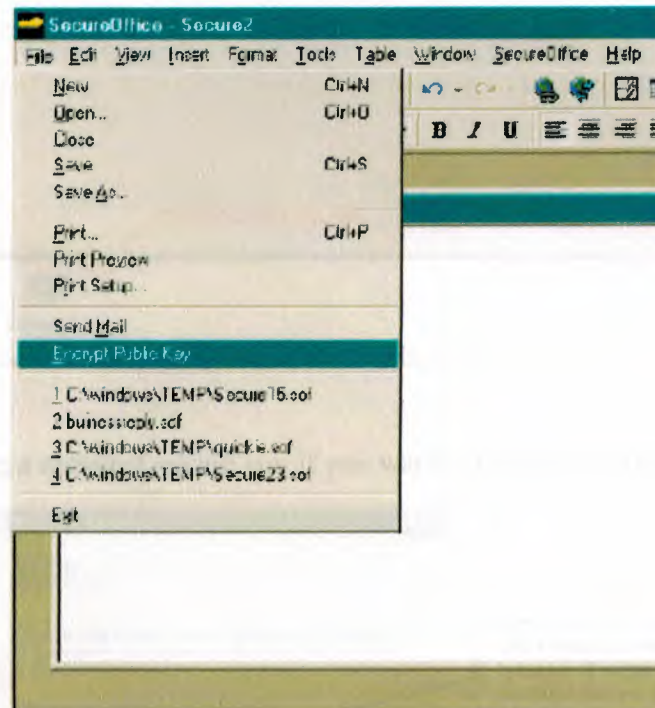 SecureOffice - Secure2
File Edit View Insert Format Tools Table Window SecureOffice Help
New Ctrl+N
Open... Ctrl+O
Close
Save Ctrl+S
Save As...
B I U
Print... Ctrl+P
Print Preview
Print Setup...
Send Mail
Encrypt Public Key
1 C:\windows\TEMP\Secure15.sof
2 buinessreply.sof
3 C:\windows\TEMP\quickie.sof
4 C:\windows\TEMP\Secure23.sof
Exit